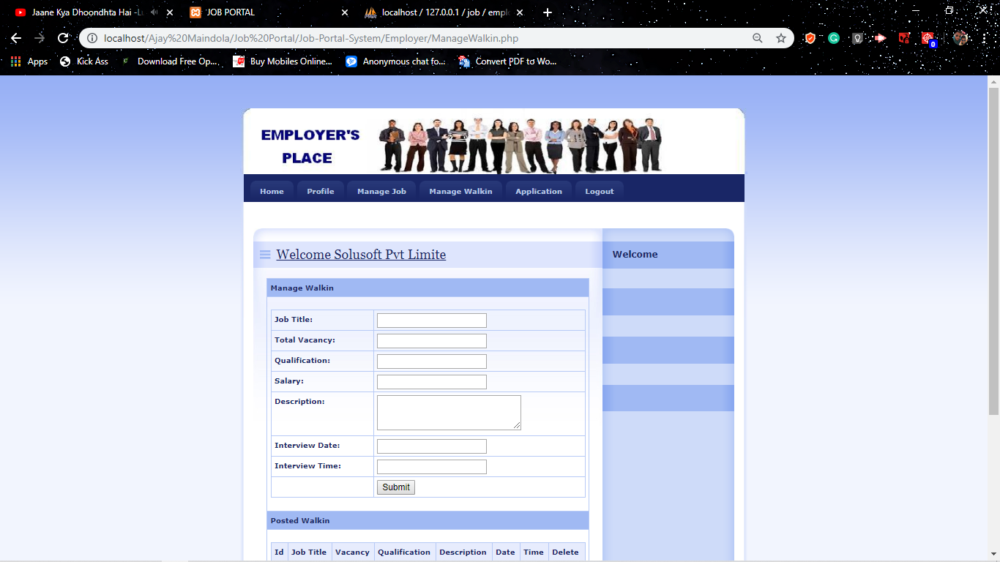 Jaane Kya Dhoondhta Hai -L
JOB PORTAL
localhost / 127.0.0.1 / job / empl
localhost/Ajay%20Maindola/Job%20Portal/Job-Portal-System/Employer/ManageWalkin.php
0
Apps Kick Ass Download Free Op... Buy Mobiles Online... Anonymous chat fo... Convert PDF to Wo...
EMPLOYER'S
PLACE
Home Profile Manage Job Manage Walkin Application Logout
Welcome Solusoft Pvt Limite
Welcome
Manage Walkin
Job Title:
Total Vacancy:
Qualification:
Salary:
Description:
Interview Date:
Interview Time:
Submit
Posted Walkin
Id Job Title Vacancy Qualification Description Date Time Delete